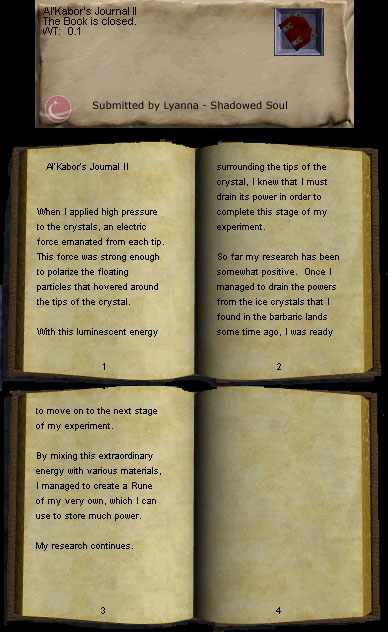 Al'Kabor's Journal II
The Book is closed.
WT: 0.1
Submitted by Lyanna - Shadowed Soul
Al'Kabor's Journal II
When I applied high pressure
to the crystals, an electric
force emanated from each tip.
This force was strong enough
to polarize the floating
particles that hovered around
the tips of the crystal.
With this luminescent energy
1
surrounding the tips of the
crystal, I knew that I must
drain its power in order to
complete this stage of my
experiment.
So far my research has been
somewhat positive. Once I
managed to drain the powers
from the ice crystals that I
found in the barbaric lands
some time ago, I was ready
2
to move on to the next stage
of my experiment.
By mixing this extraordinary
energy with various materials,
I managed to create a Rune
of my very own, which I can
use to store much power.
My research continues.
3
4